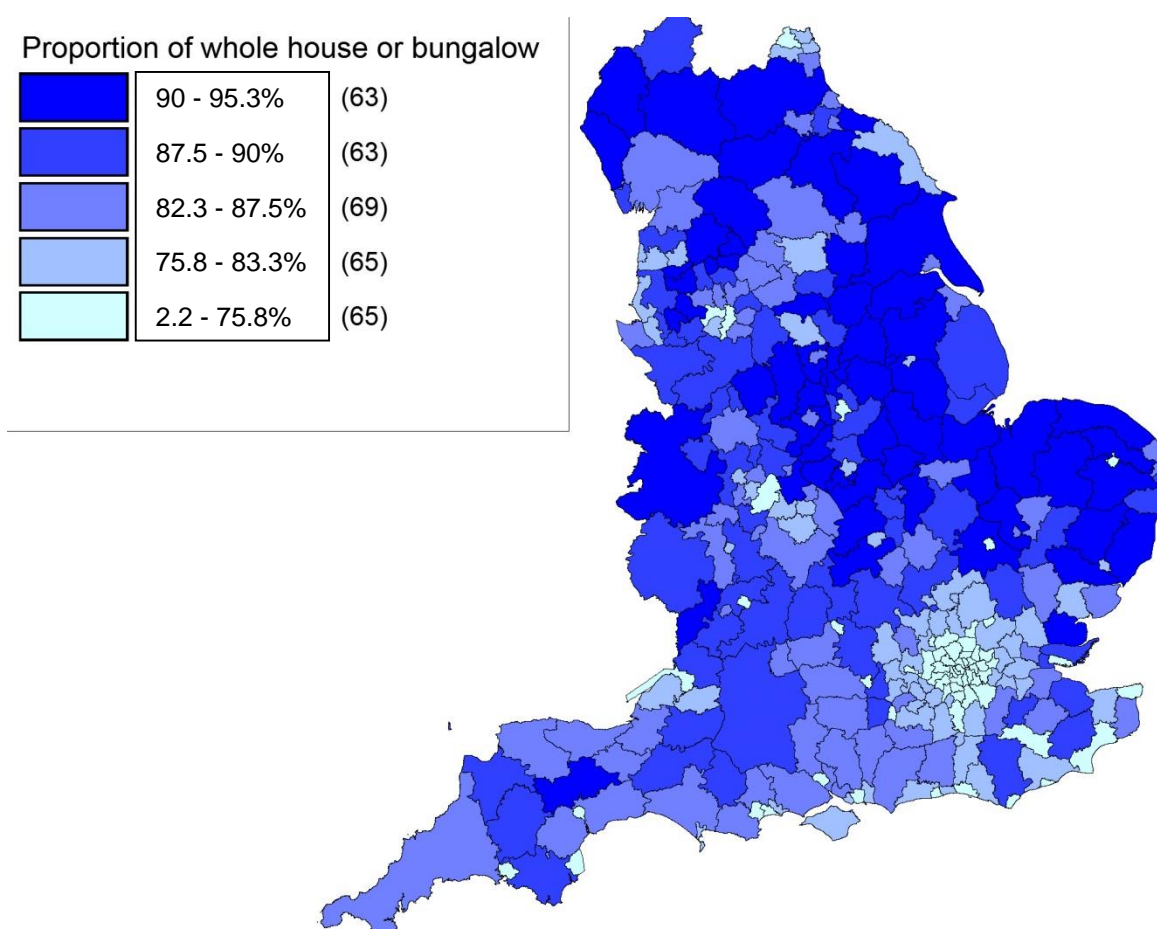 Proportion of whole house or bungalow
90 - 95.3% (63)
87.5 - 90% (63)
82.3 - 87.5% (69)
75.8 - 83.3% (65)
2.2 - 75.8% (65)